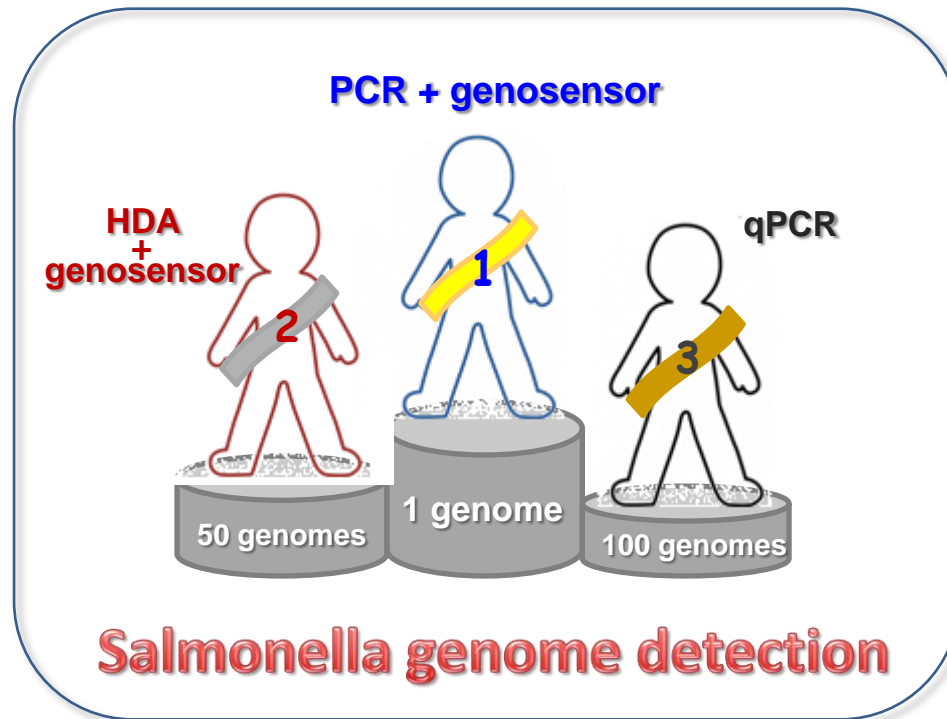 PCR + genosensor
HDA
+
genosensor
qPCR
1
2
3
1 genome
50 genomes
100 genomes
Salmonella genome detection